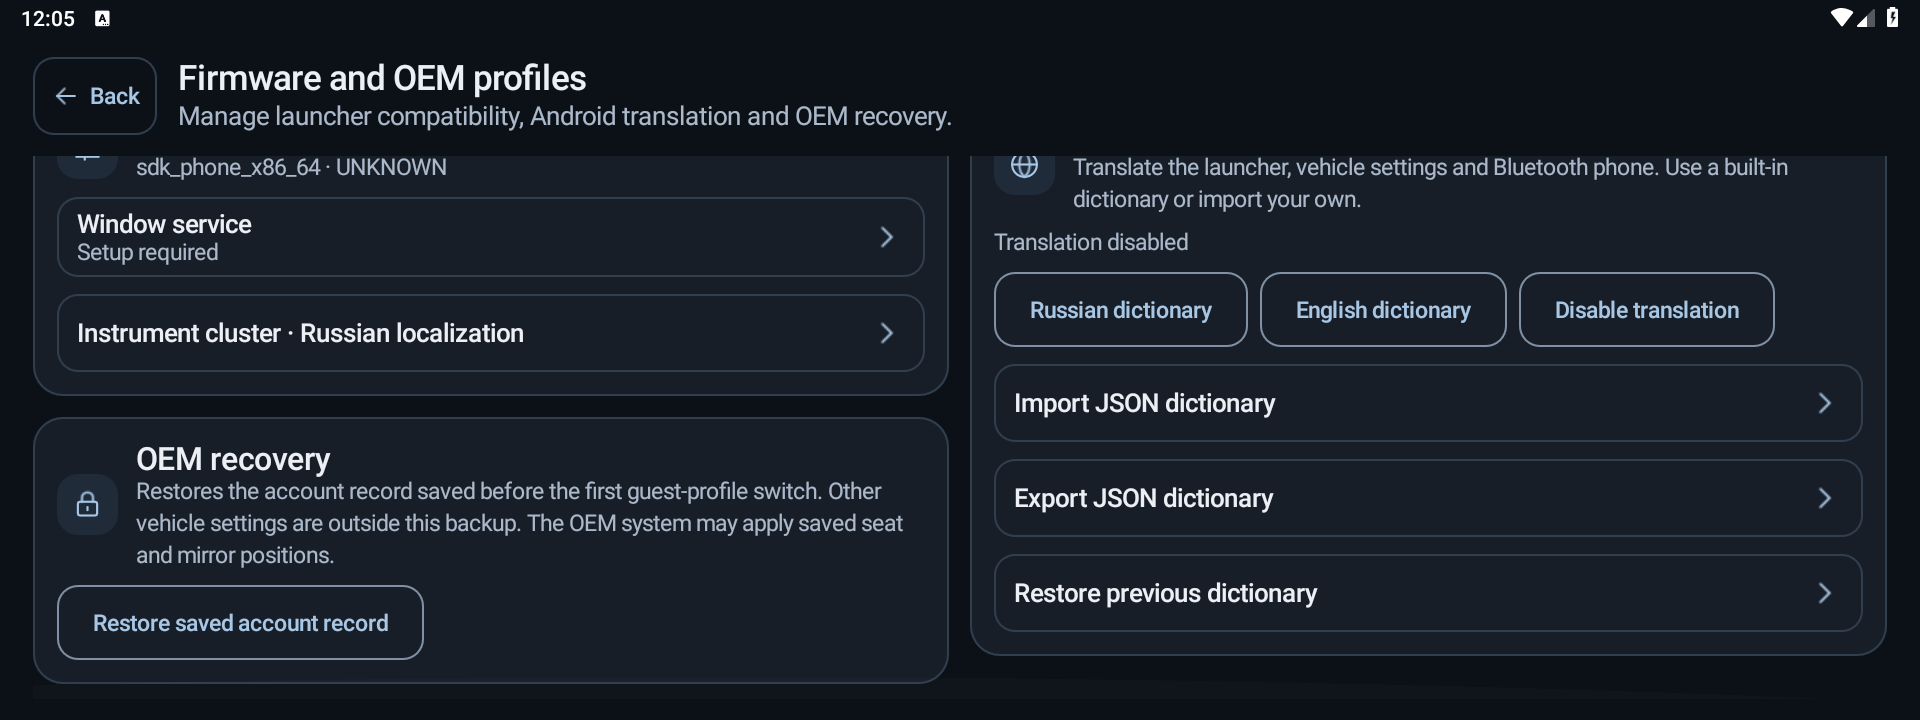 12:05
Back
Firmware and OEM profiles
Manage launcher compatibility, Android translation and OEM recovery.
sdk_phone_x86_64 · UNKNOWN
Window service
Setup required
Instrument cluster · Russian localization
OEM recovery
Restores the account record saved before the first guest-profile switch. Other
vehicle settings are outside this backup. The OEM system may apply saved seat
and mirror positions.
Restore saved account record
Translate the launcher, vehicle settings and Bluetooth phone. Use a built-in
dictionary or import your own.
Translation disabled
Russian dictionary
English dictionary
Disable translation
Import JSON dictionary
Export JSON dictionary
Restore previous dictionary